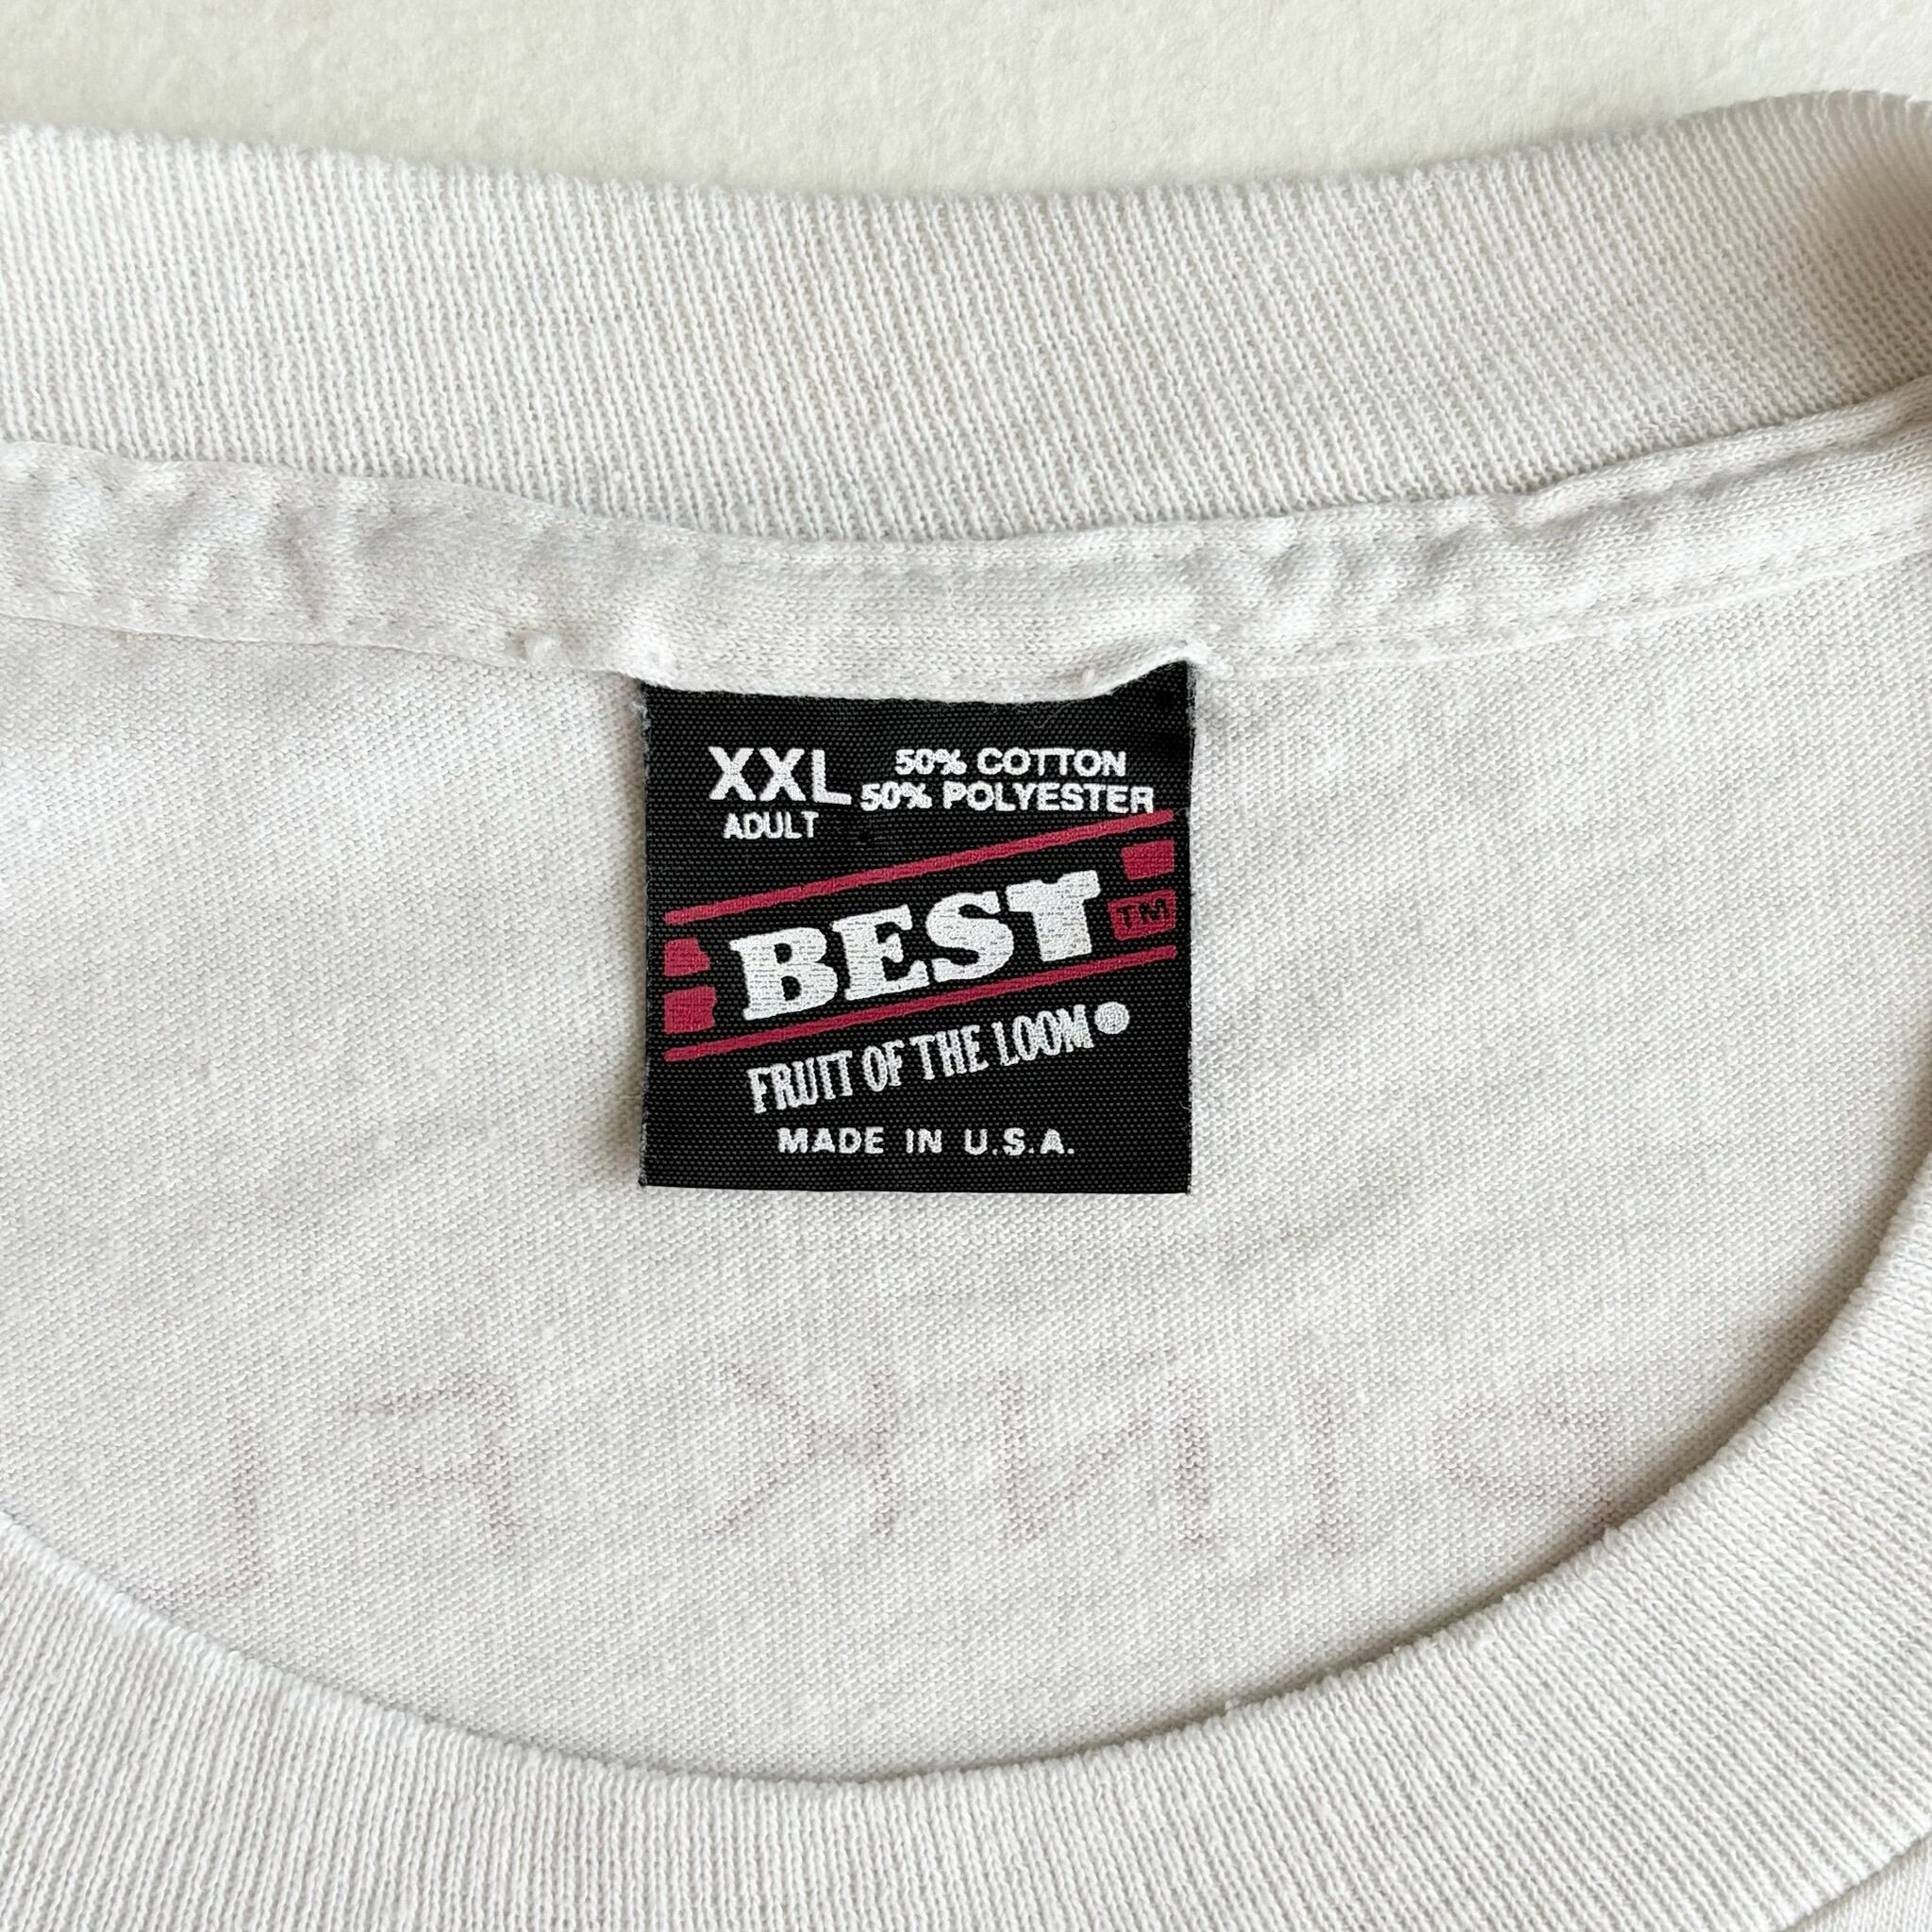 XXL
ADULT
50% COTTON
50% POLYESTER
BEST TM
FRUIT OF THE LOOM
MADE IN U.S.A.